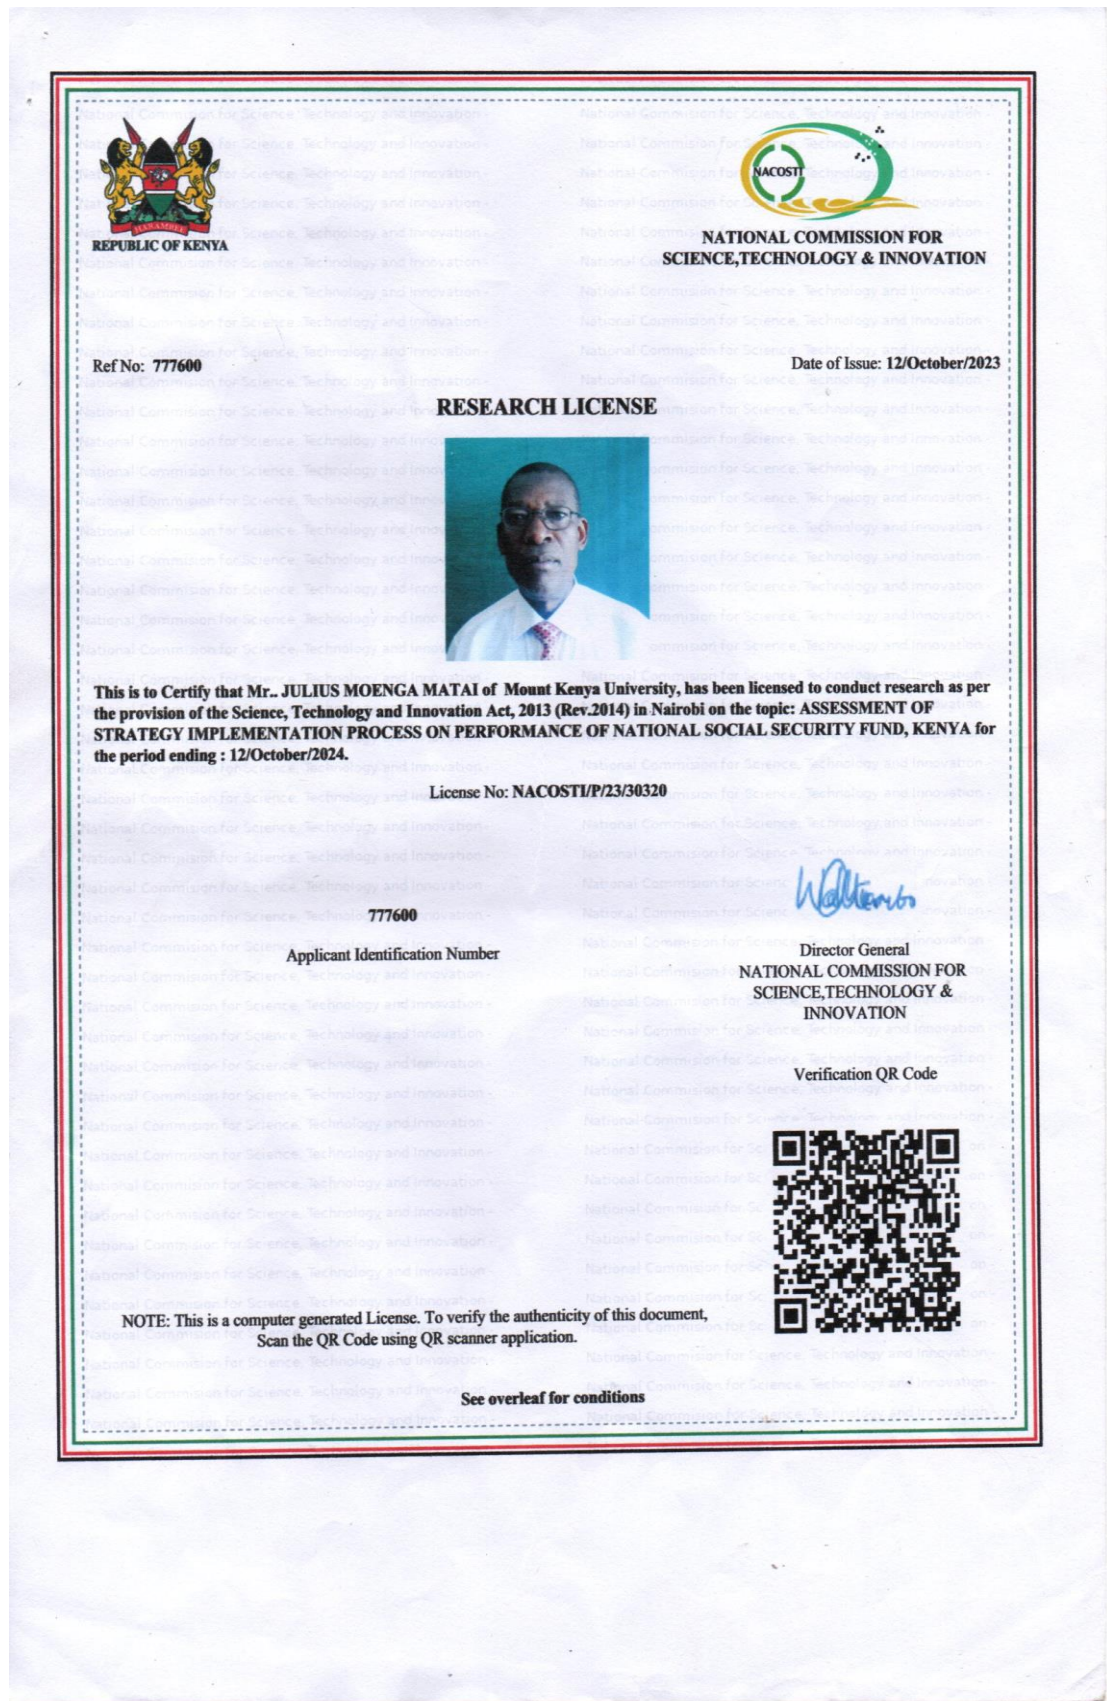 HARAMBEE
REPUBLIC OF KENYA
NACOSTI
NATIONAL COMMISSION FOR
SCIENCE,TECHNOLOGY & INNOVATION
Ref No: 777600
Date of Issue: 12/October/2023
RESEARCH LICENSE
This is to Certify that Mr.. JULIUS MOENGA MATAI of Mount Kenya University, has been licensed to conduct research as per
the provision of the Science, Technology and Innovation Act, 2013 (Rev.2014) in Nairobi on the topic: ASSESSMENT OF
STRATEGY IMPLEMENTATION PROCESS ON PERFORMANCE OF NATIONAL SOCIAL SECURITY FUND, KENYA for
the period ending : 12/October/2024.
License No: NACOSTI/P/23/30320
777600
Applicant Identification Number
Director General
NATIONAL COMMISSION FOR
SCIENCE,TECHNOLOGY &
INNOVATION
Verification QR Code
NOTE: This is a computer generated License. To verify the authenticity of this document,
Scan the QR Code using QR scanner application.
See overleaf for conditions